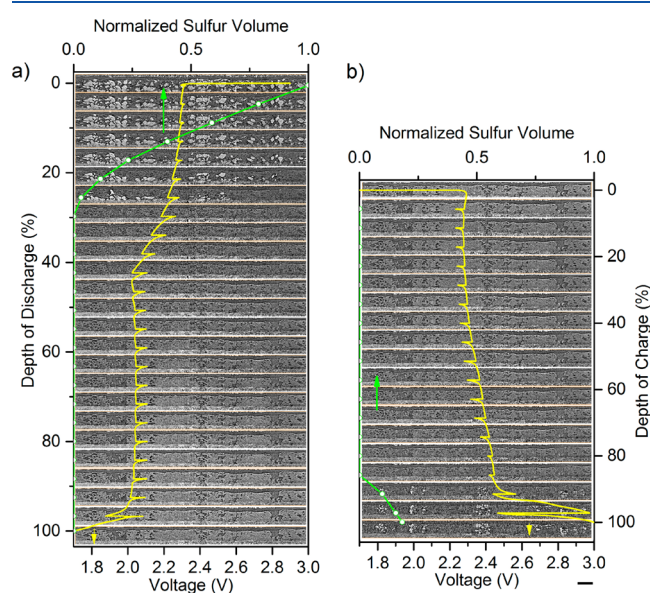 Normalized Sulfur Volume
a)
0.0 0.5 1.0
0
20
40
60
80
100
Depth of Discharge (%)
1.8 2.0 2.2 2.4 2.6 2.8 3.0
Voltage (V)
b)
Normalized Sulfur Volume
0.0 0.5 1.0
0
20
40
60
80
100
Depth of Charge (%)
1.8 2.0 2.2 2.4 2.6 2.8 3.0
Voltage (V)